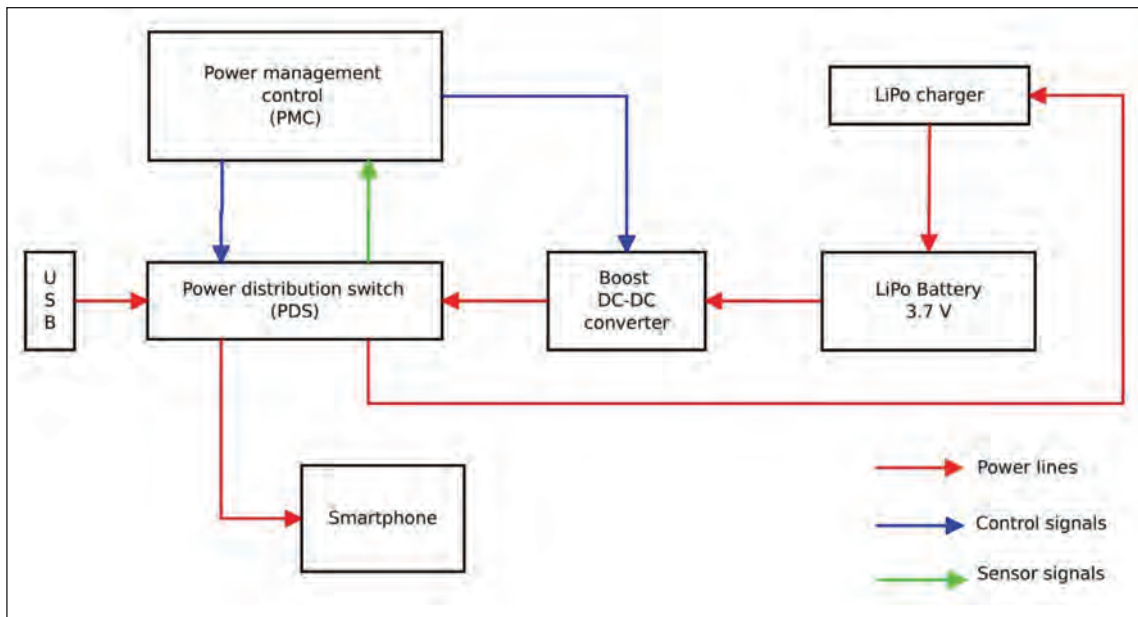 Power management
control
(PMC)
LiPo charger
U
S
B
Power distribution switch
(PDS)
Boost
DC-DC
converter
LiPo Battery
3.7 V
Smartphone
Power lines
Control signals
Sensor signals